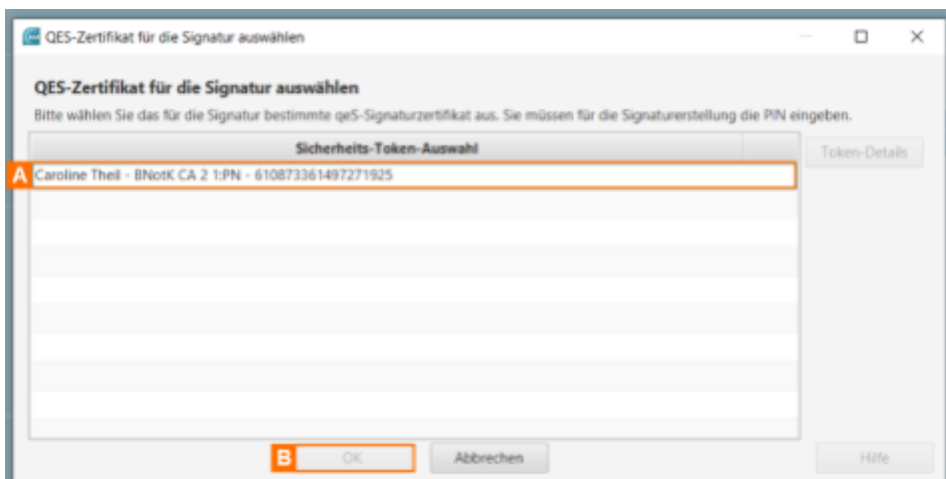 QES-Zertifikat für die Signatur auswählen
QES-Zertifikat für die Signatur auswählen
Bitte wählen Sie das für die Signatur bestimmte qeS-Signaturzertifikat aus. Sie müssen für die Signaturerstellung die PIN eingeben.
Sicherheits-Token-Auswahl
Token-Details
A Caroline Theil - BNotK CA 2 1:PN - 610873361497271925
B OK Abbrechen Hilfe